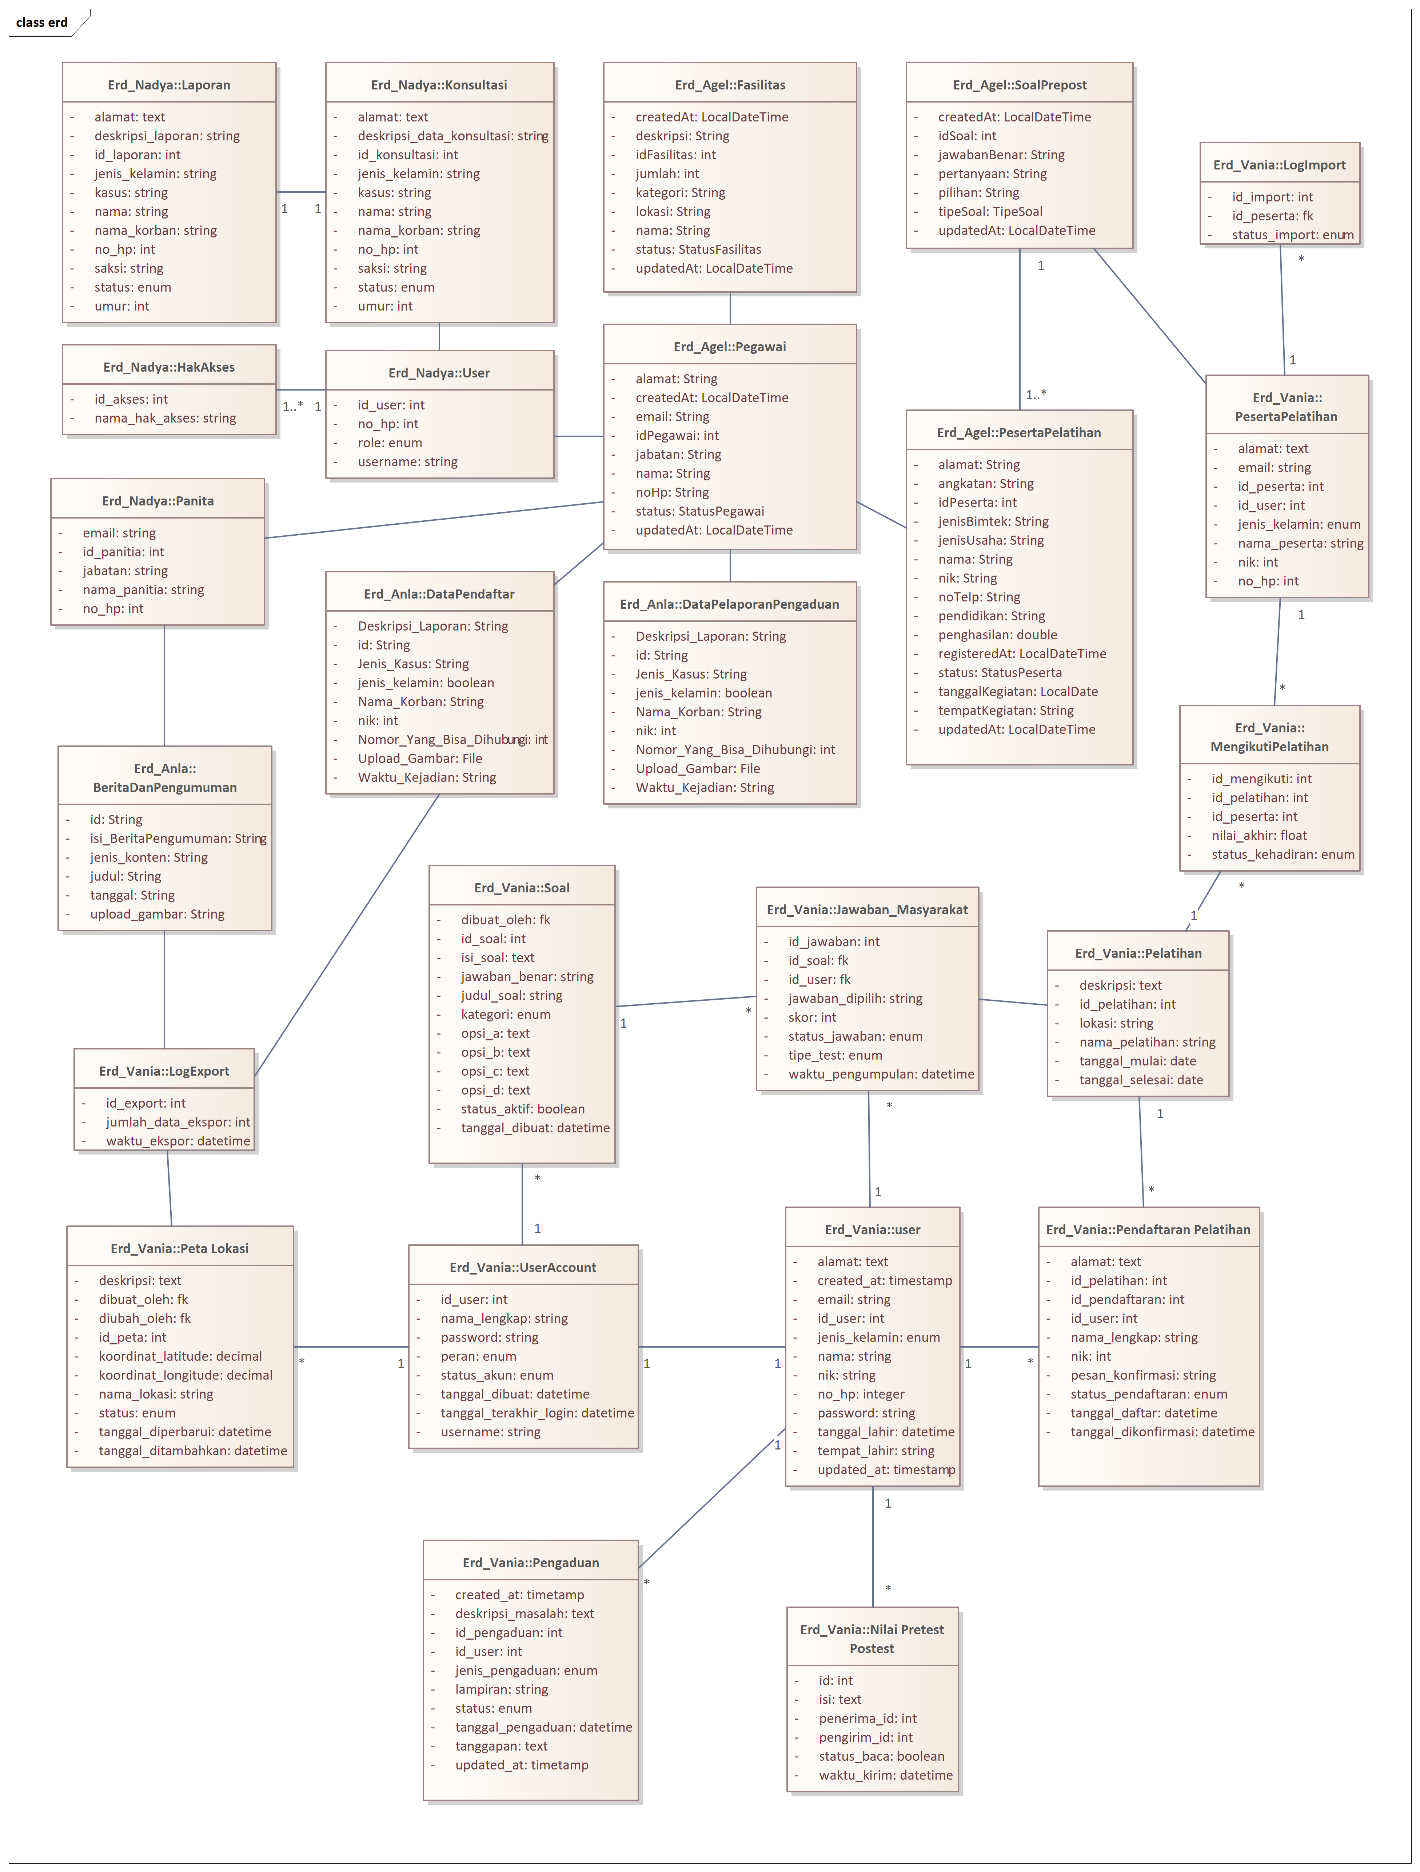 class erd
Erd_Nadya::Laporan
- alamat: text
- deskripsi_laporan: string
- id_laporan: int
- jenis_kelamin: string
- kasus: string
- nama: string
- nama_korban: string
- no_hp: int
- saksi: string
- status: enum
- umur: int
1 1
Erd_Nadya::Konsultasi
- alamat: text
- deskripsi_data_konsultasi: string
- id_konsultasi: int
- jenis_kelamin: string
- kasus: string
- nama: string
- nama_korban: string
- no_hp: int
- saksi: string
- status: enum
- umur: int
Erd_Agel::Fasilitas
- createdAt: LocalDateTime
- deskripsi: String
- idFasilitas: int
- jumlah: int
- kategori: String
- lokasi: String
- nama: String
- status: StatusFasilitas
- updatedAt: LocalDateTime
Erd_Agel::SoalPrepost
- createdAt: LocalDateTime
- idSoal: int
- jawabanBenar: String
- pertanyaan: String
- pilihan: String
- tipeSoal: TipeSoal
- updatedAt: LocalDateTime
1
1..*
Erd_Vania::LogImport
- id_import: int
- id_peserta: fk
- status_import: enum
*
1
Erd_Nadya::HakAkses
- id_akses: int
- nama_hak_akses: string
1..* 1
Erd_Nadya::User
- id_user: int
- no_hp: int
- role: enum
- username: string
Erd_Agel::Pegawai
- alamat: String
- createdAt: LocalDateTime
- email: String
- idPegawai: int
- jabatan: String
- nama: String
- noHp: String
- status: StatusPegawai
- updatedAt: LocalDateTime
Erd_Agel::PesertaPelatihan
- alamat: String
- angkatan: String
- idPeserta: int
- jenisBimtek: String
- jenisUsaha: String
- nama: String
- nik: String
- noTelp: String
- pendidikan: String
- penghasilan: double
- registeredAt: LocalDateTime
- status: StatusPeserta
- tanggalKegiatan: LocalDate
- tempatKegiatan: String
- updatedAt: LocalDateTime
Erd_Vania::
PesertaPelatihan
- alamat: text
- email: string
- id_peserta: int
- id_user: int
- jenis_kelamin: enum
- nama_peserta: string
- nik: int
- no_hp: int
1
*
Erd_Nadya::Panita
- email: string
- id_panitia: int
- jabatan: string
- nama_panitia: string
- no_hp: int
Erd_Anla::DataPendaftar
- Deskripsi_Laporan: String
- id: String
- Jenis_Kasus: String
- jenis_kelamin: boolean
- Nama_Korban: String
- nik: int
- Nomor_Yang_Bisa_Dihubungi: int
- Upload_Gambar: File
- Waktu_Kejadian: String
Erd_Anla::DataPelaporanPengaduan
- Deskripsi_Laporan: String
- id: String
- Jenis_Kasus: String
- jenis_kelamin: boolean
- Nama_Korban: String
- nik: int
- Nomor_Yang_Bisa_Dihubungi: int
- Upload_Gambar: File
- Waktu_Kejadian: String
Erd_Vania::
MengikutiPelatihan
- id_mengikuti: int
- id_pelatihan: int
- id_peserta: int
- nilai_akhir: float
- status_kehadiran: enum
*
1
Erd_Anla::
BeritaDanPengumuman
- id: String
- isi_BeritaPengumuman: String
- jenis_konten: String
- judul: String
- tanggal: String
- upload_gambar: String
Erd_Vania::Soal
- dibuat_oleh: fk
- id_soal: int
- isi_soal: text
- jawaban_benar: string
- judul_soal: string
- kategori: enum
- opsi_a: text
- opsi_b: text
- opsi_c: text
- opsi_d: text
- status_aktif: boolean
- tanggal_dibuat: datetime
1 *
*
1
Erd_Vania::Jawaban_Masyarakat
- id_jawaban: int
- id_soal: fk
- id_user: fk
- jawaban_dipilih: string
- skor: int
- status_jawaban: enum
- tipe_test: enum
- waktu_pengumpulan: datetime
*
1
Erd_Vania::Pelatihan
- deskripsi: text
- id_pelatihan: int
- lokasi: string
- nama_pelatihan: string
- tanggal_mulai: date
- tanggal_selesai: date
1
*
Erd_Vania::LogExport
- id_export: int
- jumlah_data_ekspor: int
- waktu_ekspor: datetime
Erd_Vania::Peta Lokasi
- deskripsi: text
- dibuat_oleh: fk
- diubah_oleh: fk
- id_peta: int
- koordinat_latitude: decimal
- koordinat_longitude: decimal
- nama_lokasi: string
- status: enum
- tanggal_diperbarui: datetime
- tanggal_ditambahkan: datetime
* 1
Erd_Vania::UserAccount
- id_user: int
- nama_lengkap: string
- password: string
- peran: enum
- status_akun: enum
- tanggal_dibuat: datetime
- tanggal_terakhir_login: datetime
- username: string
1 1
Erd_Vania::user
- alamat: text
- created_at: timestamp
- email: string
- id_user: int
- jenis_kelamin: enum
- nama: string
- nik: string
- no_hp: integer
- password: string
- tanggal_lahir: datetime
- tempat_lahir: string
- updated_at: timestamp
1 *
Erd_Vania::Pendaftaran Pelatihan
- alamat: text
- id_pelatihan: int
- id_pendaftaran: int
- id_user: int
- nama_lengkap: string
- nik: int
- pesan_konfirmasi: string
- status_pendaftaran: enum
- tanggal_daftar: datetime
- tanggal_dikonfirmasi: datetime
1
*
1
*
Erd_Vania::Pengaduan
- created_at: timetamp
- deskripsi_masalah: text
- id_pengaduan: int
- id_user: int
- jenis_pengaduan: enum
- lampiran: string
- status: enum
- tanggal_pengaduan: datetime
- tanggapan: text
- updated_at: timestamp
Erd_Vania::Nilai Pretest
Postest
- id: int
- isi: text
- penerima_id: int
- pengirim_id: int
- status_baca: boolean
- waktu_kirim: datetime